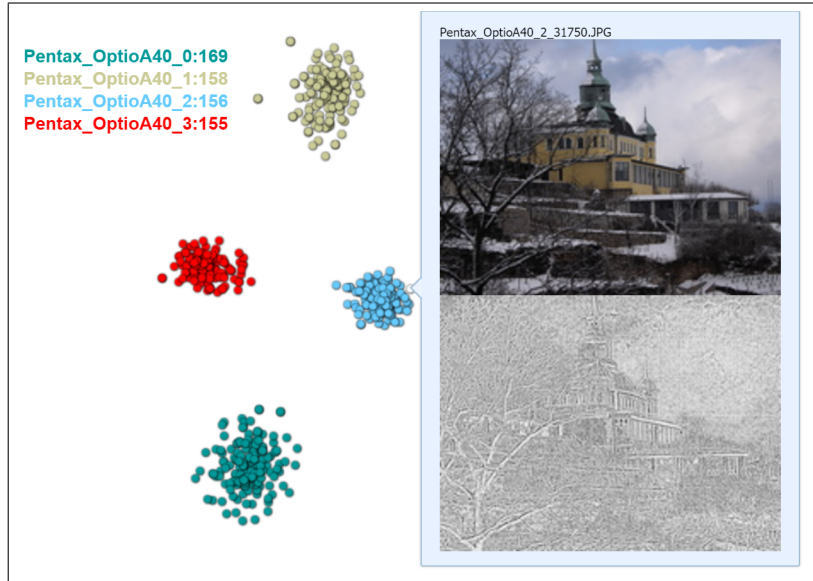 Pentax_OptioA40_0:169
Pentax_OptioA40_1:158
Pentax_OptioA40_2:156
Pentax_OptioA40_3:155
Pentax_OptioA40_2_31750.JPG